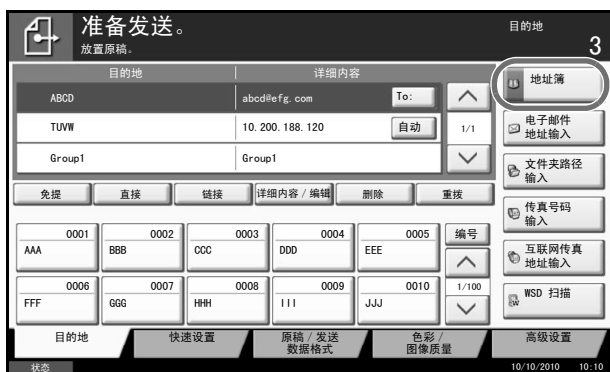 准备发送。
放置原稿。
目的地
3
目的地 详细内容
ABCD abcd@efg.com To:
TUVW 10.200.188.120 自动 1/1
Group1 Group1
地址簿
电子邮件
地址输入
文件夹路径
输入
传真号码
输入
互联网传真
地址输入
WSD 扫描
免提 直接 链接 详细内容 / 编辑 删除 重拨
0001 0002 0003 0004 0005 编号
AAA BBB CCC DDD EEE
0006 0007 0008 0009 0010 1/100
FFF GGG HHH III JJJ
目的地 快速设置 原稿 / 发送
数据格式 色彩 /
图像质量 高级设置
状态 10/10/2010 10:10